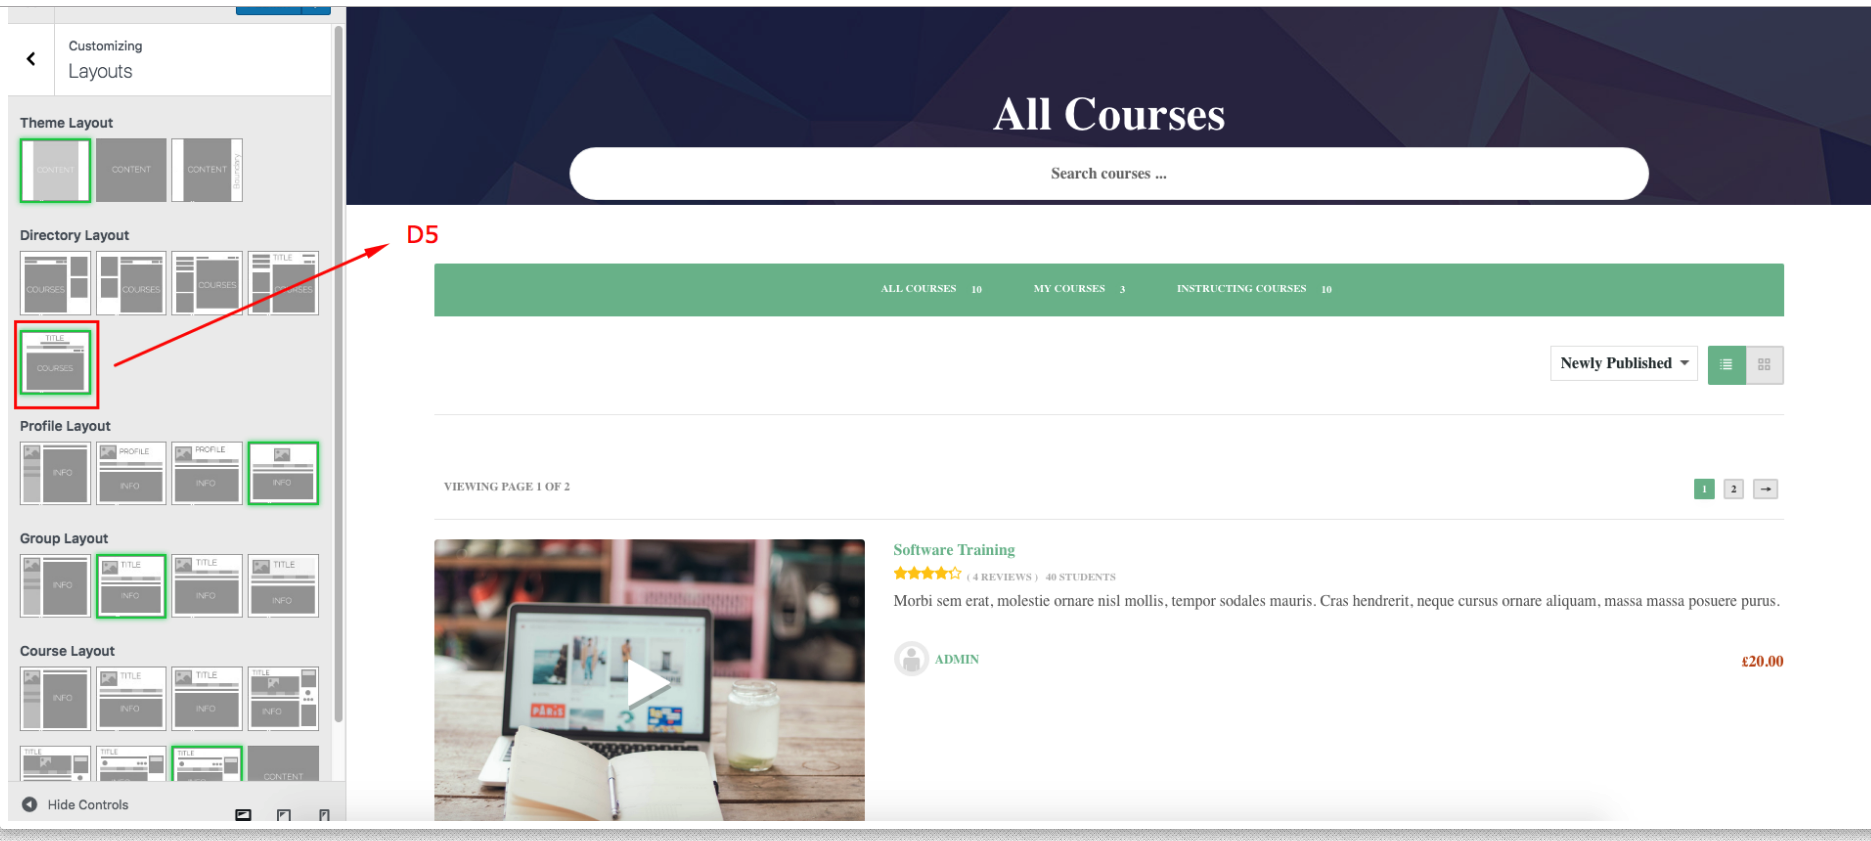 Customizing
Layouts
Theme Layout
CONTENT
CONTENT
CONTENT
Boundary
Directory Layout
COURSES
COURSES
COURSES
TITLE
COURSES
TITLE
COURSES
Profile Layout
INFO
PROFILE
INFO
PROFILE
INFO
INFO
Group Layout
INFO
TITLE
INFO
TITLE
INFO
TITLE
INFO
Course Layout
INFO
TITLE
INFO
TITLE
INFO
TITLE
INFO
TITLE
TITLE
TITLE
CONTENT
Hide Controls
All Courses
Search courses ...
D5
ALL COURSES 10 MY COURSES 3 INSTRUCTING COURSES 10
Newly Published
VIEWING PAGE 1 OF 2
1 2 →
Software Training
( 4 REVIEWS ) 40 STUDENTS
Morbi sem erat, molestie ornare nisl mollis, tempor sodales mauris. Cras hendrerit, neque cursus ornare aliquam, massa massa posuere purus.
ADMIN
£20.00